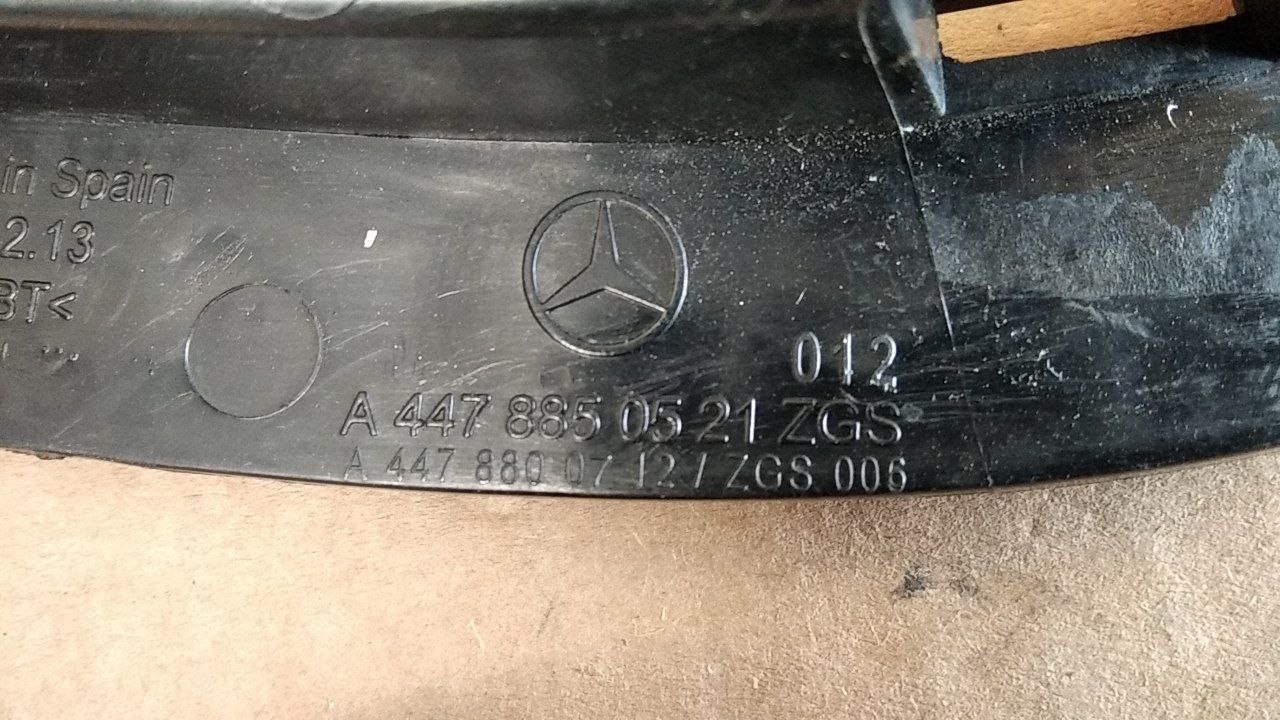 in Spain
2.13
BT<
012
A 447 885 05 21 ZGS
A 447 880 07 12 / ZGS 006